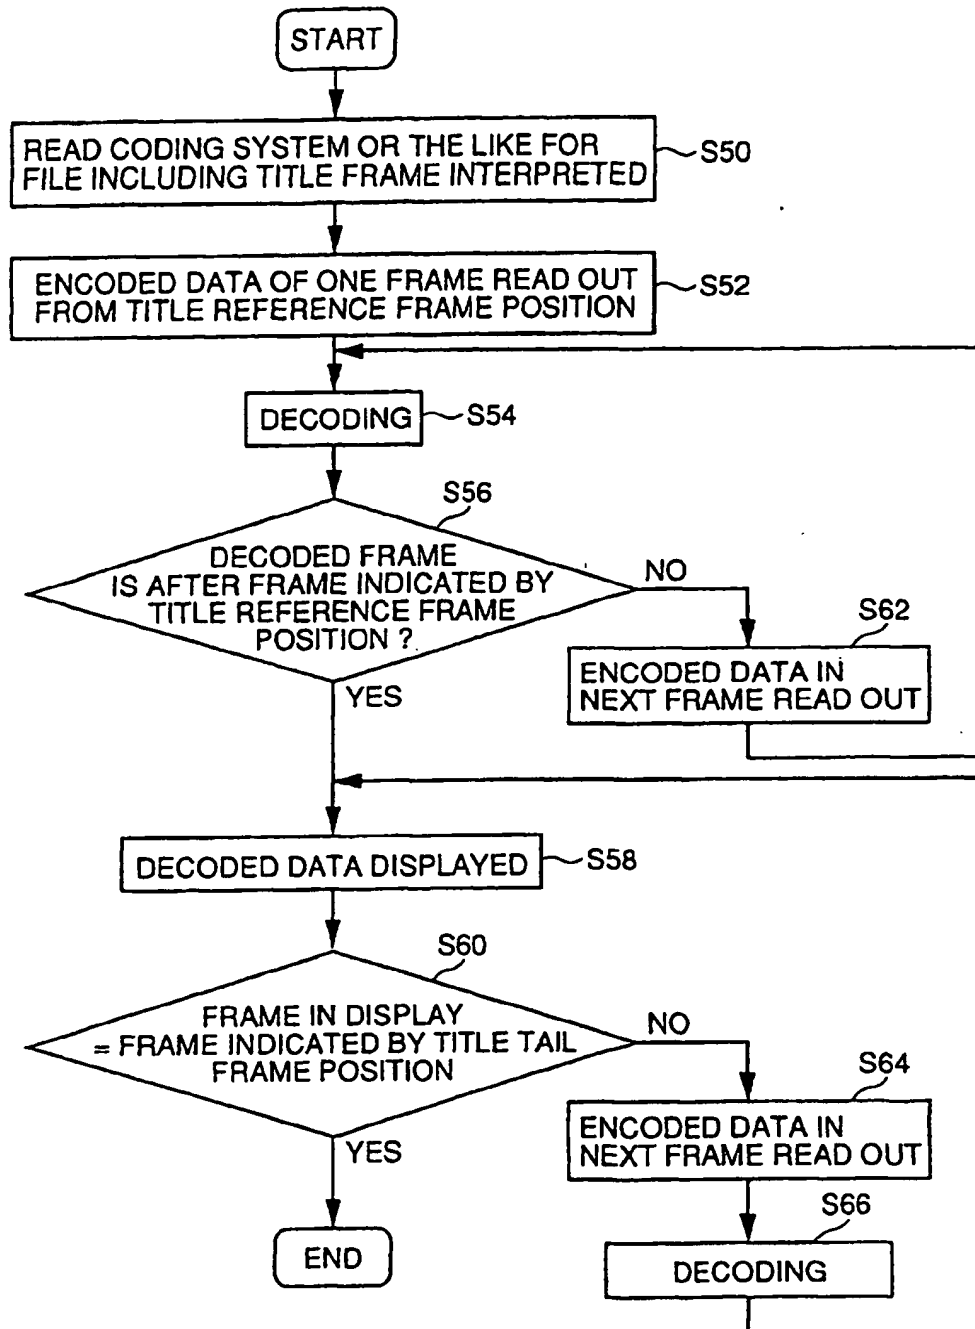 START
READ CODING SYSTEM OR THE LIKE FOR
FILE INCLUDING TITLE FRAME INTERPRETED
S50
ENCODED DATA OF ONE FRAME READ OUT
FROM TITLE REFERENCE FRAME POSITION
S52
DECODING
S54
S56
DECODED FRAME
IS AFTER FRAME INDICATED BY
TITLE REFERENCE FRAME
POSITION ?
NO
YES
S62
ENCODED DATA IN
NEXT FRAME READ OUT
DECODED DATA DISPLAYED
S58
S60
FRAME IN DISPLAY
= FRAME INDICATED BY TITLE TAIL
FRAME POSITION
NO
YES
S64
ENCODED DATA IN
NEXT FRAME READ OUT
S66
DECODING
END